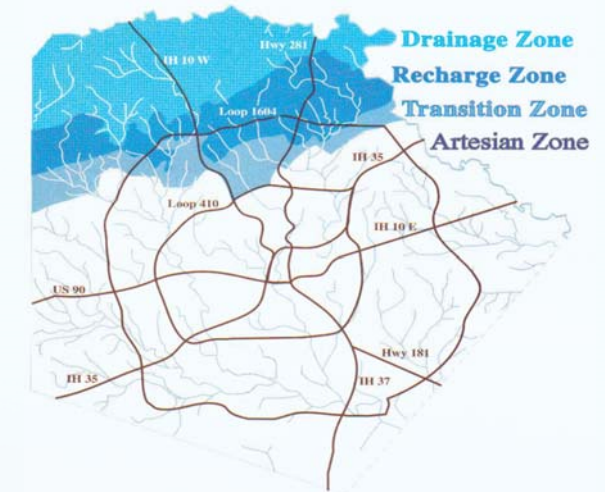 Drainage Zone
Hwy 281
IH 10 W
Recharge Zone
Loop 1604
Transition Zone
Artesian Zone
IH 35
Loop 410
IH 10 E
US 90
Hwy 181
IH 35
IH 37